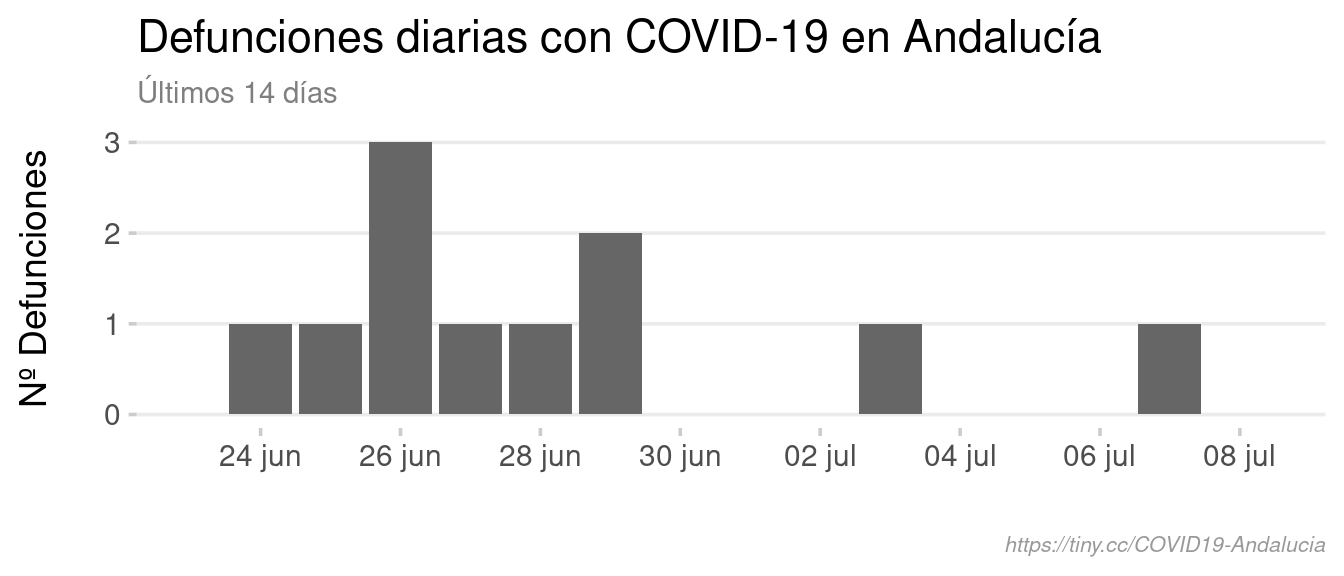 Defunciones diarias con COVID-19 en Andalucía
Últimos 14 días
Nº Defunciones
3
2
1
0
24 jun 26 jun 28 jun 30 jun 02 jul 04 jul 06 jul 08 jul
https://tiny.cc/COVID19-Andalucia